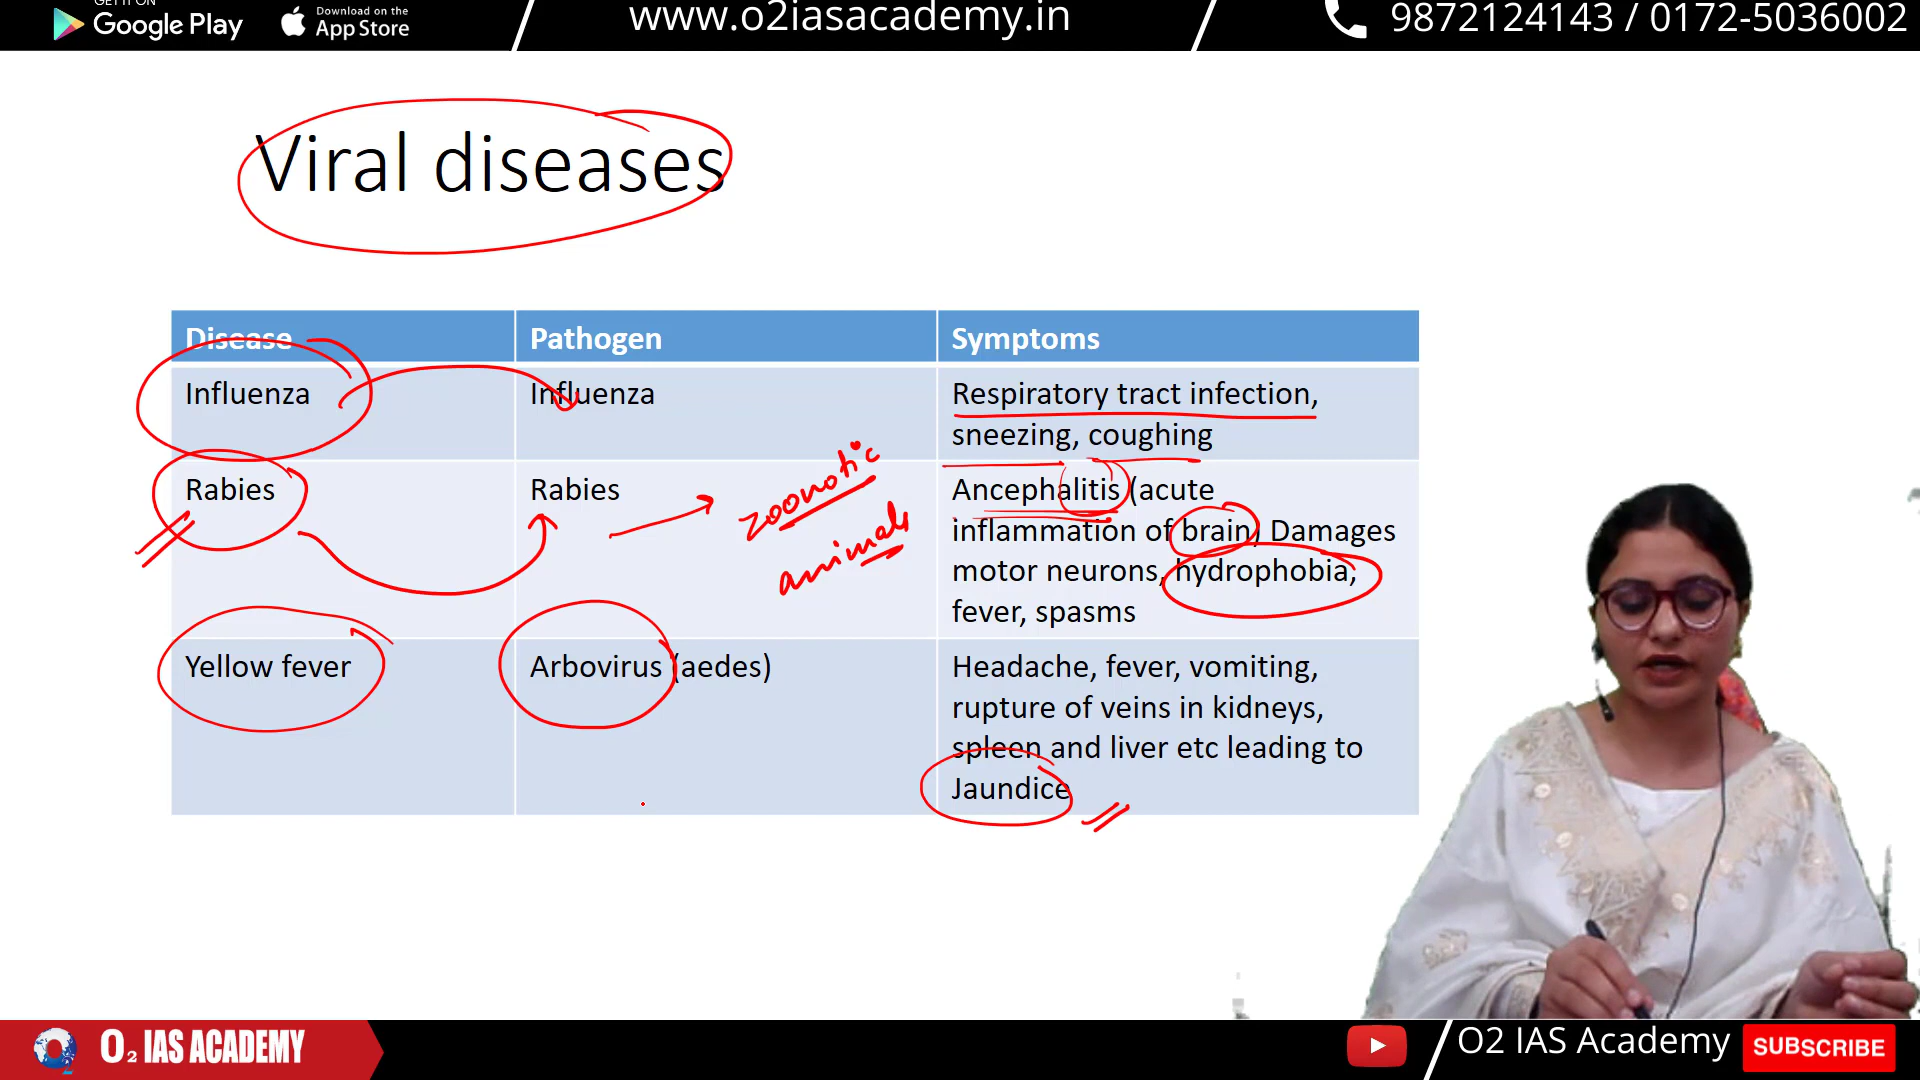 GET IT ON
Google Play
Download on the
App Store
www.o2iasacademy.in
9872124143 / 0172-5036002
Viral diseases
Disease Pathogen Symptoms
Influenza Influenza Respiratory tract infection,
sneezing, coughing
Rabies Rabies Ancephalitis (acute
inflammation of brain, Damages
motor neurons, hydrophobia,
fever, spasms
zoonotic
animals
Yellow fever Arbovirus (aedes) Headache, fever, vomiting,
rupture of veins in kidneys,
spleen and liver etc leading to
Jaundice
O2 IAS ACADEMY
O2 IAS Academy
SUBSCRIBE